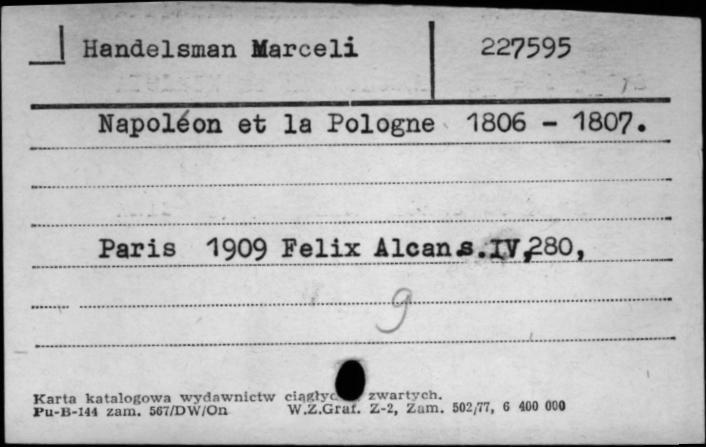 Handelsman Marceli 227595
Napoléon et la Pologne 1806 - 1807.
Paris 1909 Felix Alcan s.IV,280,
9
Karta katalogowa wydawnictw zwartych.
Pu-B-144 zam. 567/DW/On W.Z.Graf. Z-2, Zam. 502/77, 6 400 000